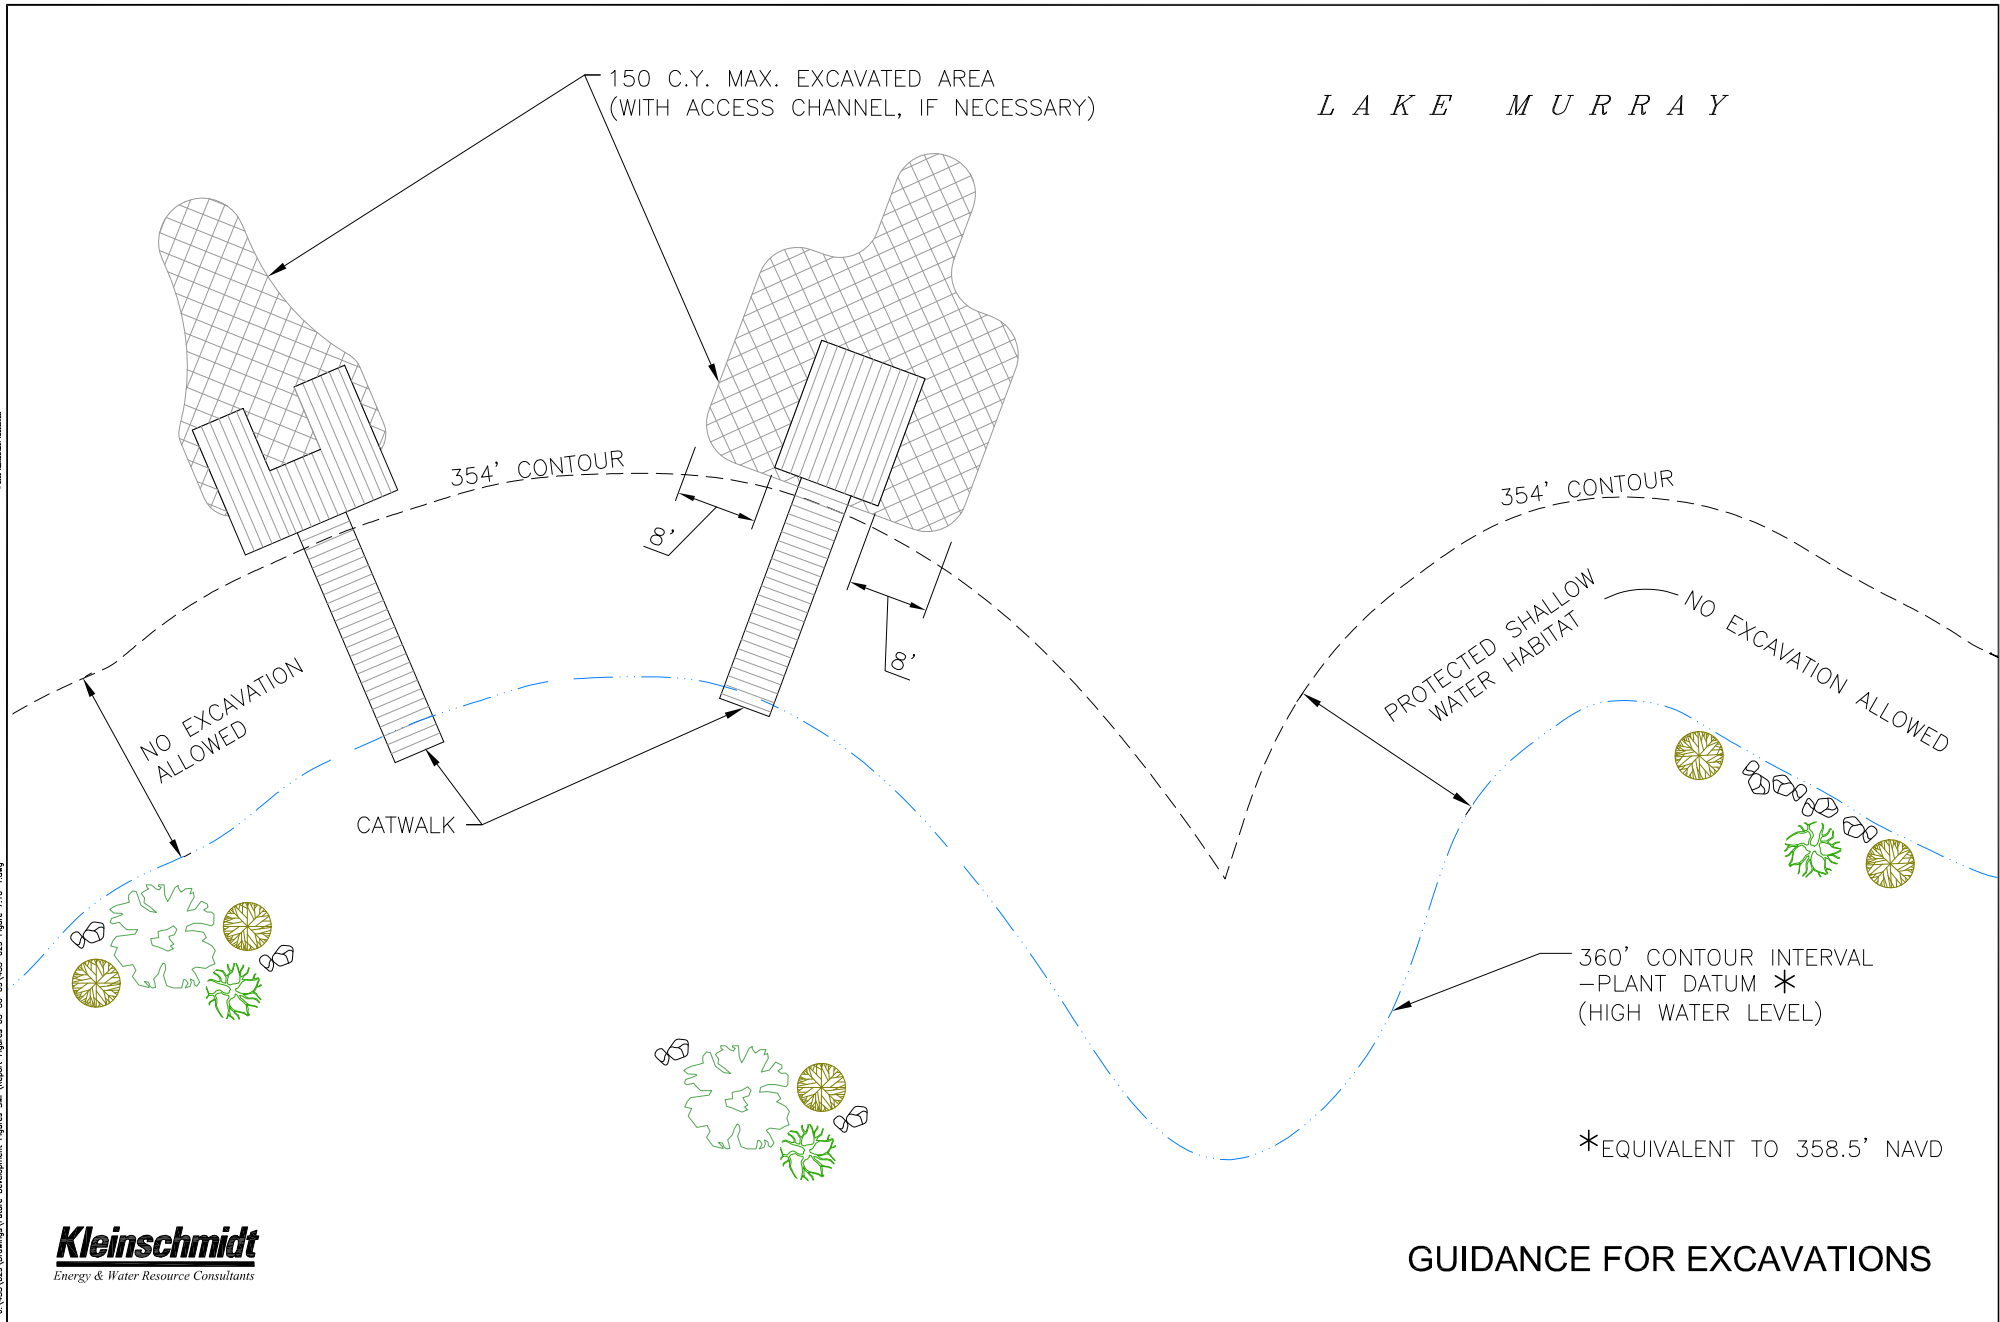 150 C.Y. MAX. EXCAVATED AREA
(WITH ACCESS CHANNEL, IF NECESSARY)
LAKE MURRAY
354' CONTOUR
8'
8'
354' CONTOUR
PROTECTED SHALLOW
WATER HABITAT
NO EXCAVATION ALLOWED
NO EXCAVATION
ALLOWED
CATWALK
360' CONTOUR INTERVAL
-PLANT DATUM *
(HIGH WATER LEVEL)
*EQUIVALENT TO 358.5' NAVD
Kleinschmidt
Energy & Water Resource Consultants
GUIDANCE FOR EXCAVATIONS